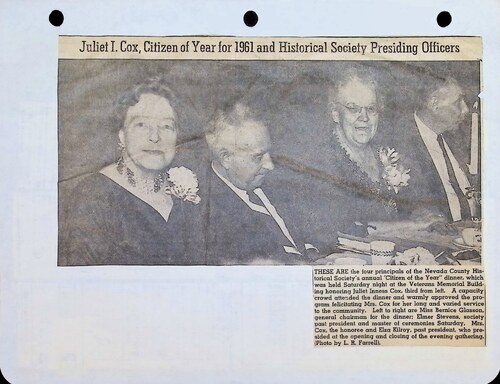 Juliet I. Cox, Citizen of Year for 1961 and Historical Society Presiding Officers
THESE ARE the four principals of the Nevada County His-
torical Society's annual "Citizen of the Year" dinner, which
was held Saturday night at the Veterans Memorial Build-
ing honoring Juliet Inness Cox, third from left. A capacity
crowd attended the dinner and warmly approved the pro-
gram felicitating Mrs. Cox for her long and varied service
to the community. Left to right are Miss Bernice Glasson,
general chairman for the dinner; Elmer Stevens, society
past president and master of ceremonies Saturday, Mrs.
Cox, the honoree and Elza Kilroy, past president, who pre-
sided at the opening and closing of the evening gathering.
(Photo by L. R. Farrell).